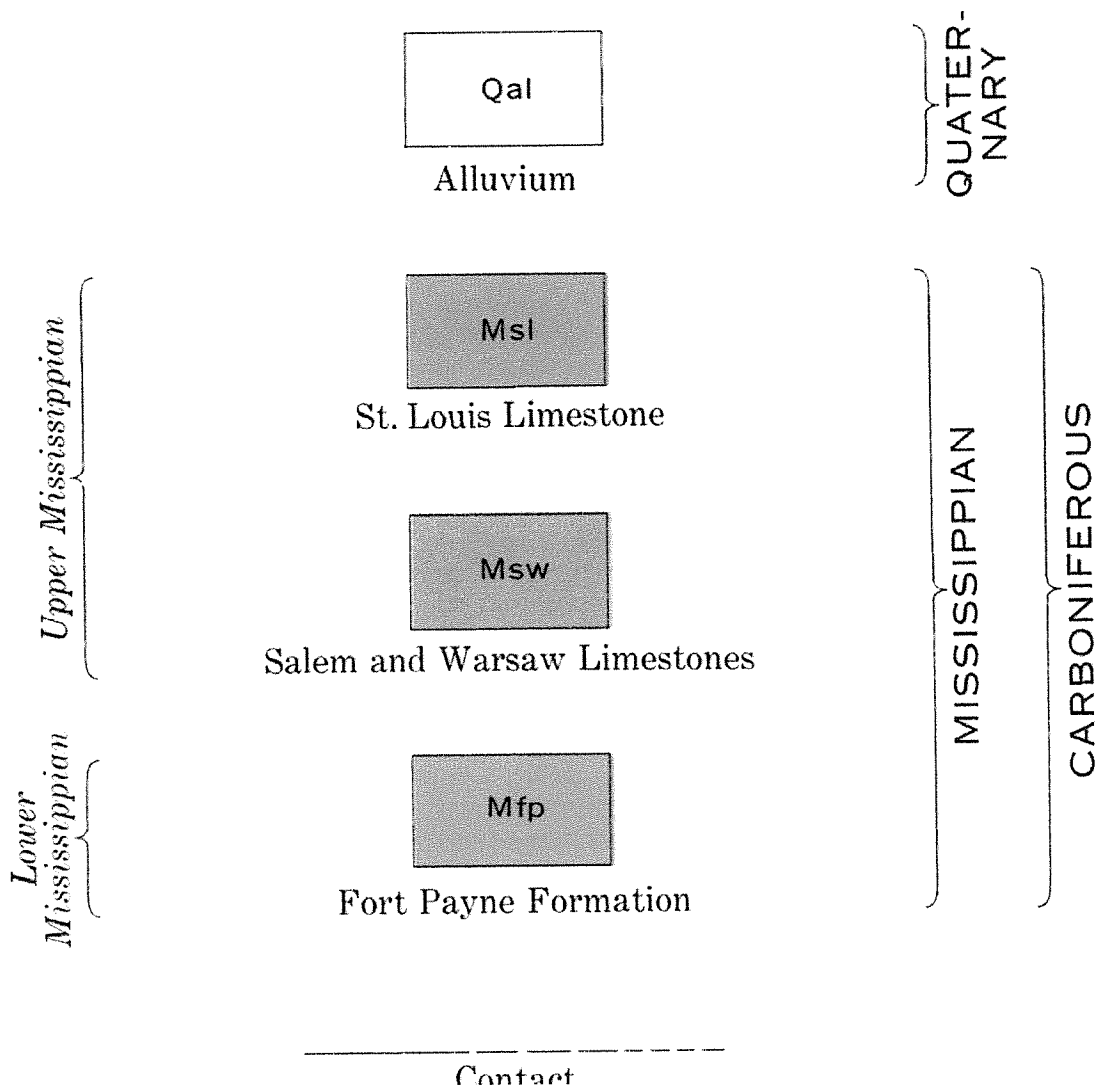 Qal
Alluvium
QUATER-
NARY
Msl
St. Louis Limestone
Upper Mississippian
Msw
Salem and Warsaw Limestones
MISSISSIPPIAN
CARBONIFEROUS
Mfp
Fort Payne Formation
Lower
Mississippian
Contact